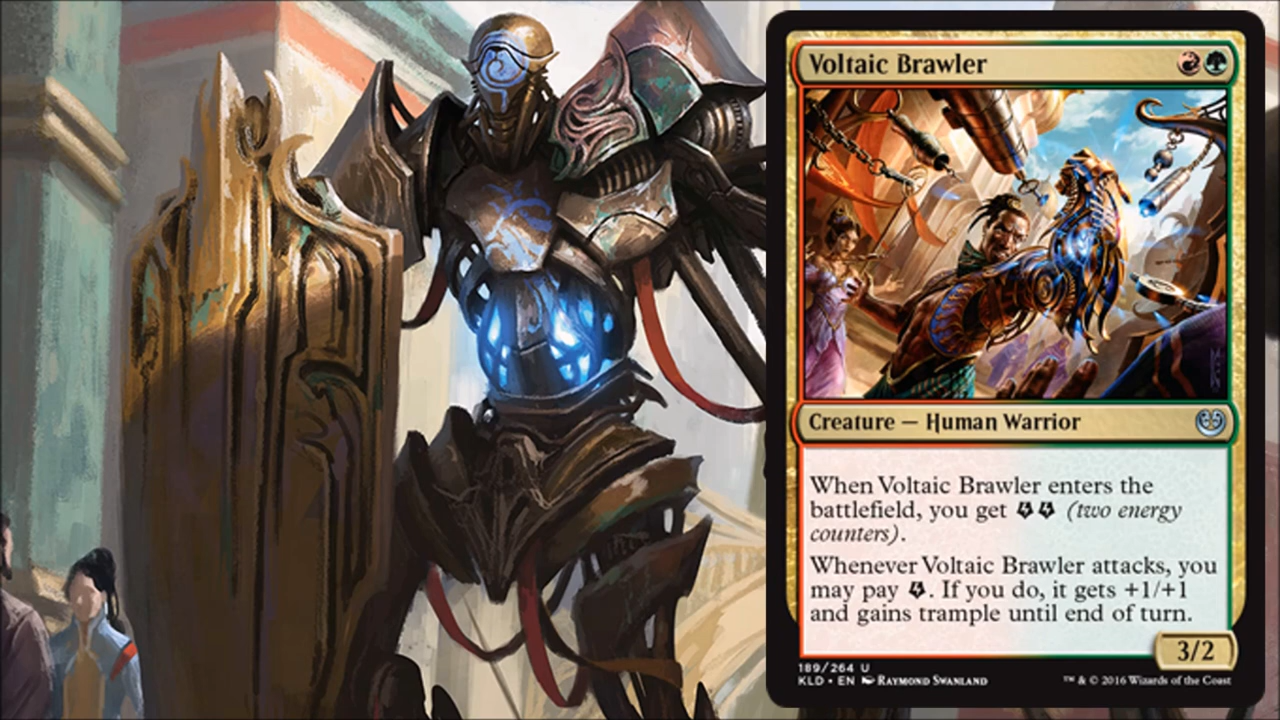 Voltaic Brawler
Creature — Human Warrior
When Voltaic Brawler enters the
battlefield, you get (two energy
counters).
Whenever Voltaic Brawler attacks, you
may pay . If you do, it gets +1/+1
and gains trample until end of turn.
3/2
189/264 U
KLD • EN Raymond Swanland
™ & © 2016 Wizards of the Coast